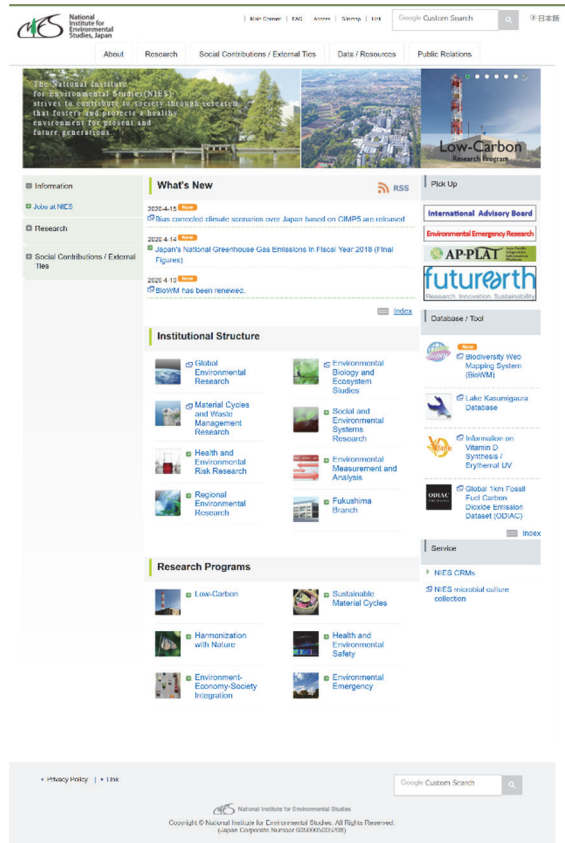 National
Institute for
Environmental
Studies, Japan
FAQ
Access
Sitemap
Link
Google Custom Search
日本語
About
Research
Social Contributions / External Ties
Data / Resources
Public Relations
The National Institute
for Environmental Studies(NIES)
strives to contribute to society through research
that fosters and protects a healthy
environment for present and
future generations.
Low-Carbon
Research Program
Information
Jobs at NIES
Research
Social Contributions / External
Ties
What's New
RSS
2020-4-15 New
Bias corrected climate scenarios over Japan based on CIMP5 are released
2020-4-14 New
Japan's National Greenhouse Gas Emissions in Fiscal Year 2018 (Final
Figures)
2020-4-13 New
BioWM has been renewed.
Index
Institutional Structure
Global
Environmental
Research
Environmental
Biology and
Ecosystem
Studies
Material Cycles
and Waste
Management
Research
Social and
Environmental
Systems
Research
Health and
Environmental
Risk Research
Environmental
Measurement and
Analysis
Regional
Environmental
Research
Fukushima
Branch
Research Programs
Low-Carbon
Sustainable
Material Cycles
Harmonization
with Nature
Health and
Environmental
Safety
Environment-
Economy-Society
Integration
Environmental
Emergency
Pick Up
International Advisory Board
Environmental Emergency Research
AP-PLAT
futurearth
Research Innovation Sustainability
Database / Tool
New
Biodiversity Web
Mapping System
(BioWM)
Lake Kasumigaura
Database
Information on
Vitamin D
Synthesis /
Erythemal UV
ODIAC
Global 1km Fossil
Fuel Carbon
Dioxide Emission
Dataset (ODIAC)
Index
Service
NIES CRMs
NIES microbial culture
collection
Privacy Policy | Link
Google Custom Search
NIES National Institute for Environmental Studies
Copyright © National Institute for Environmental Studies. All Rights Reserved.
(Japan Corporate Number